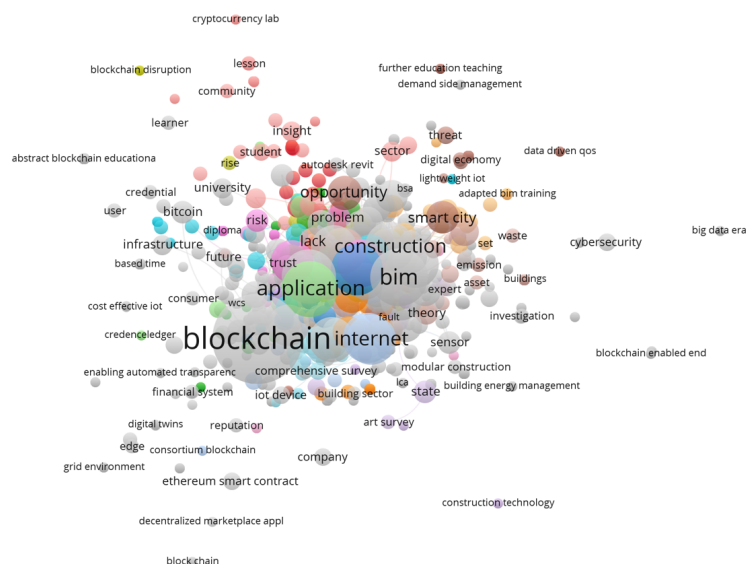 cryptocurrency lab
blockchain disruption
lesson
further education teaching
demand side management
community
learner
insight
threat
student
sector
data driven qos
abstract blockchain educationa
rise
autodesk revit
digital economy
lightweight iot
credential
university
opportunity
bsa
adapted bim training
user
bitcoin
risk
problem
smart city
big data era
diploma
infrastructure
lack
construction
set
waste
cybersecurity
based time
future
trust
emission
bim
consumer
application
expert
asset
buildings
cost effective iot
wcs
fault
theory
investigation
credenceledger
blockchain
internet
sensor
blockchain enabled end
enabling automated transparenc
comprehensive survey
modular construction
financial system
iot device
building sector
lca
state
building energy management
digital twins
reputation
art survey
edge
consortium blockchain
company
grid environment
ethereum smart contract
construction technology
decentralized marketplace appl
block chain